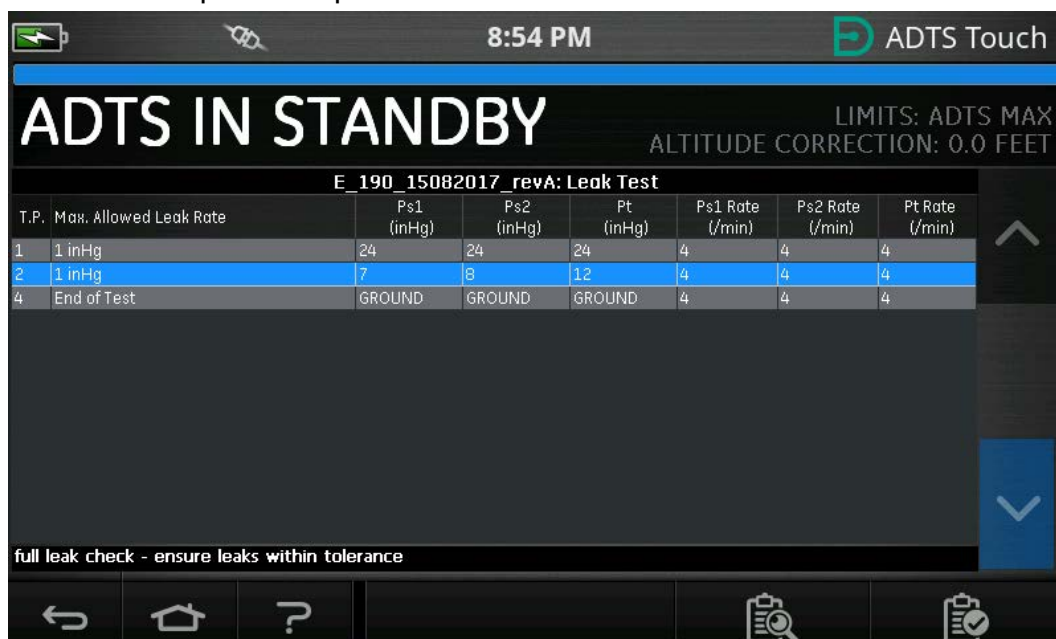 8:54 PM ADTS Touch
ADTS IN STANDBY
LIMITS: ADTS MAX
ALTITUDE CORRECTION: 0.0 FEET
E_190_15082017_revA: Leak Test
T.P. Max. Allowed Leak Rate Ps1 (inHg) Ps2 (inHg) Pt (inHg) Ps1 Rate (/min) Ps2 Rate (/min) Pt Rate (/min)
1 1 inHg 24 24 24 4 4 4
2 1 inHg 7 8 12 4 4 4
4 End of Test GROUND GROUND GROUND 4 4 4
full leak check - ensure leaks within tolerance